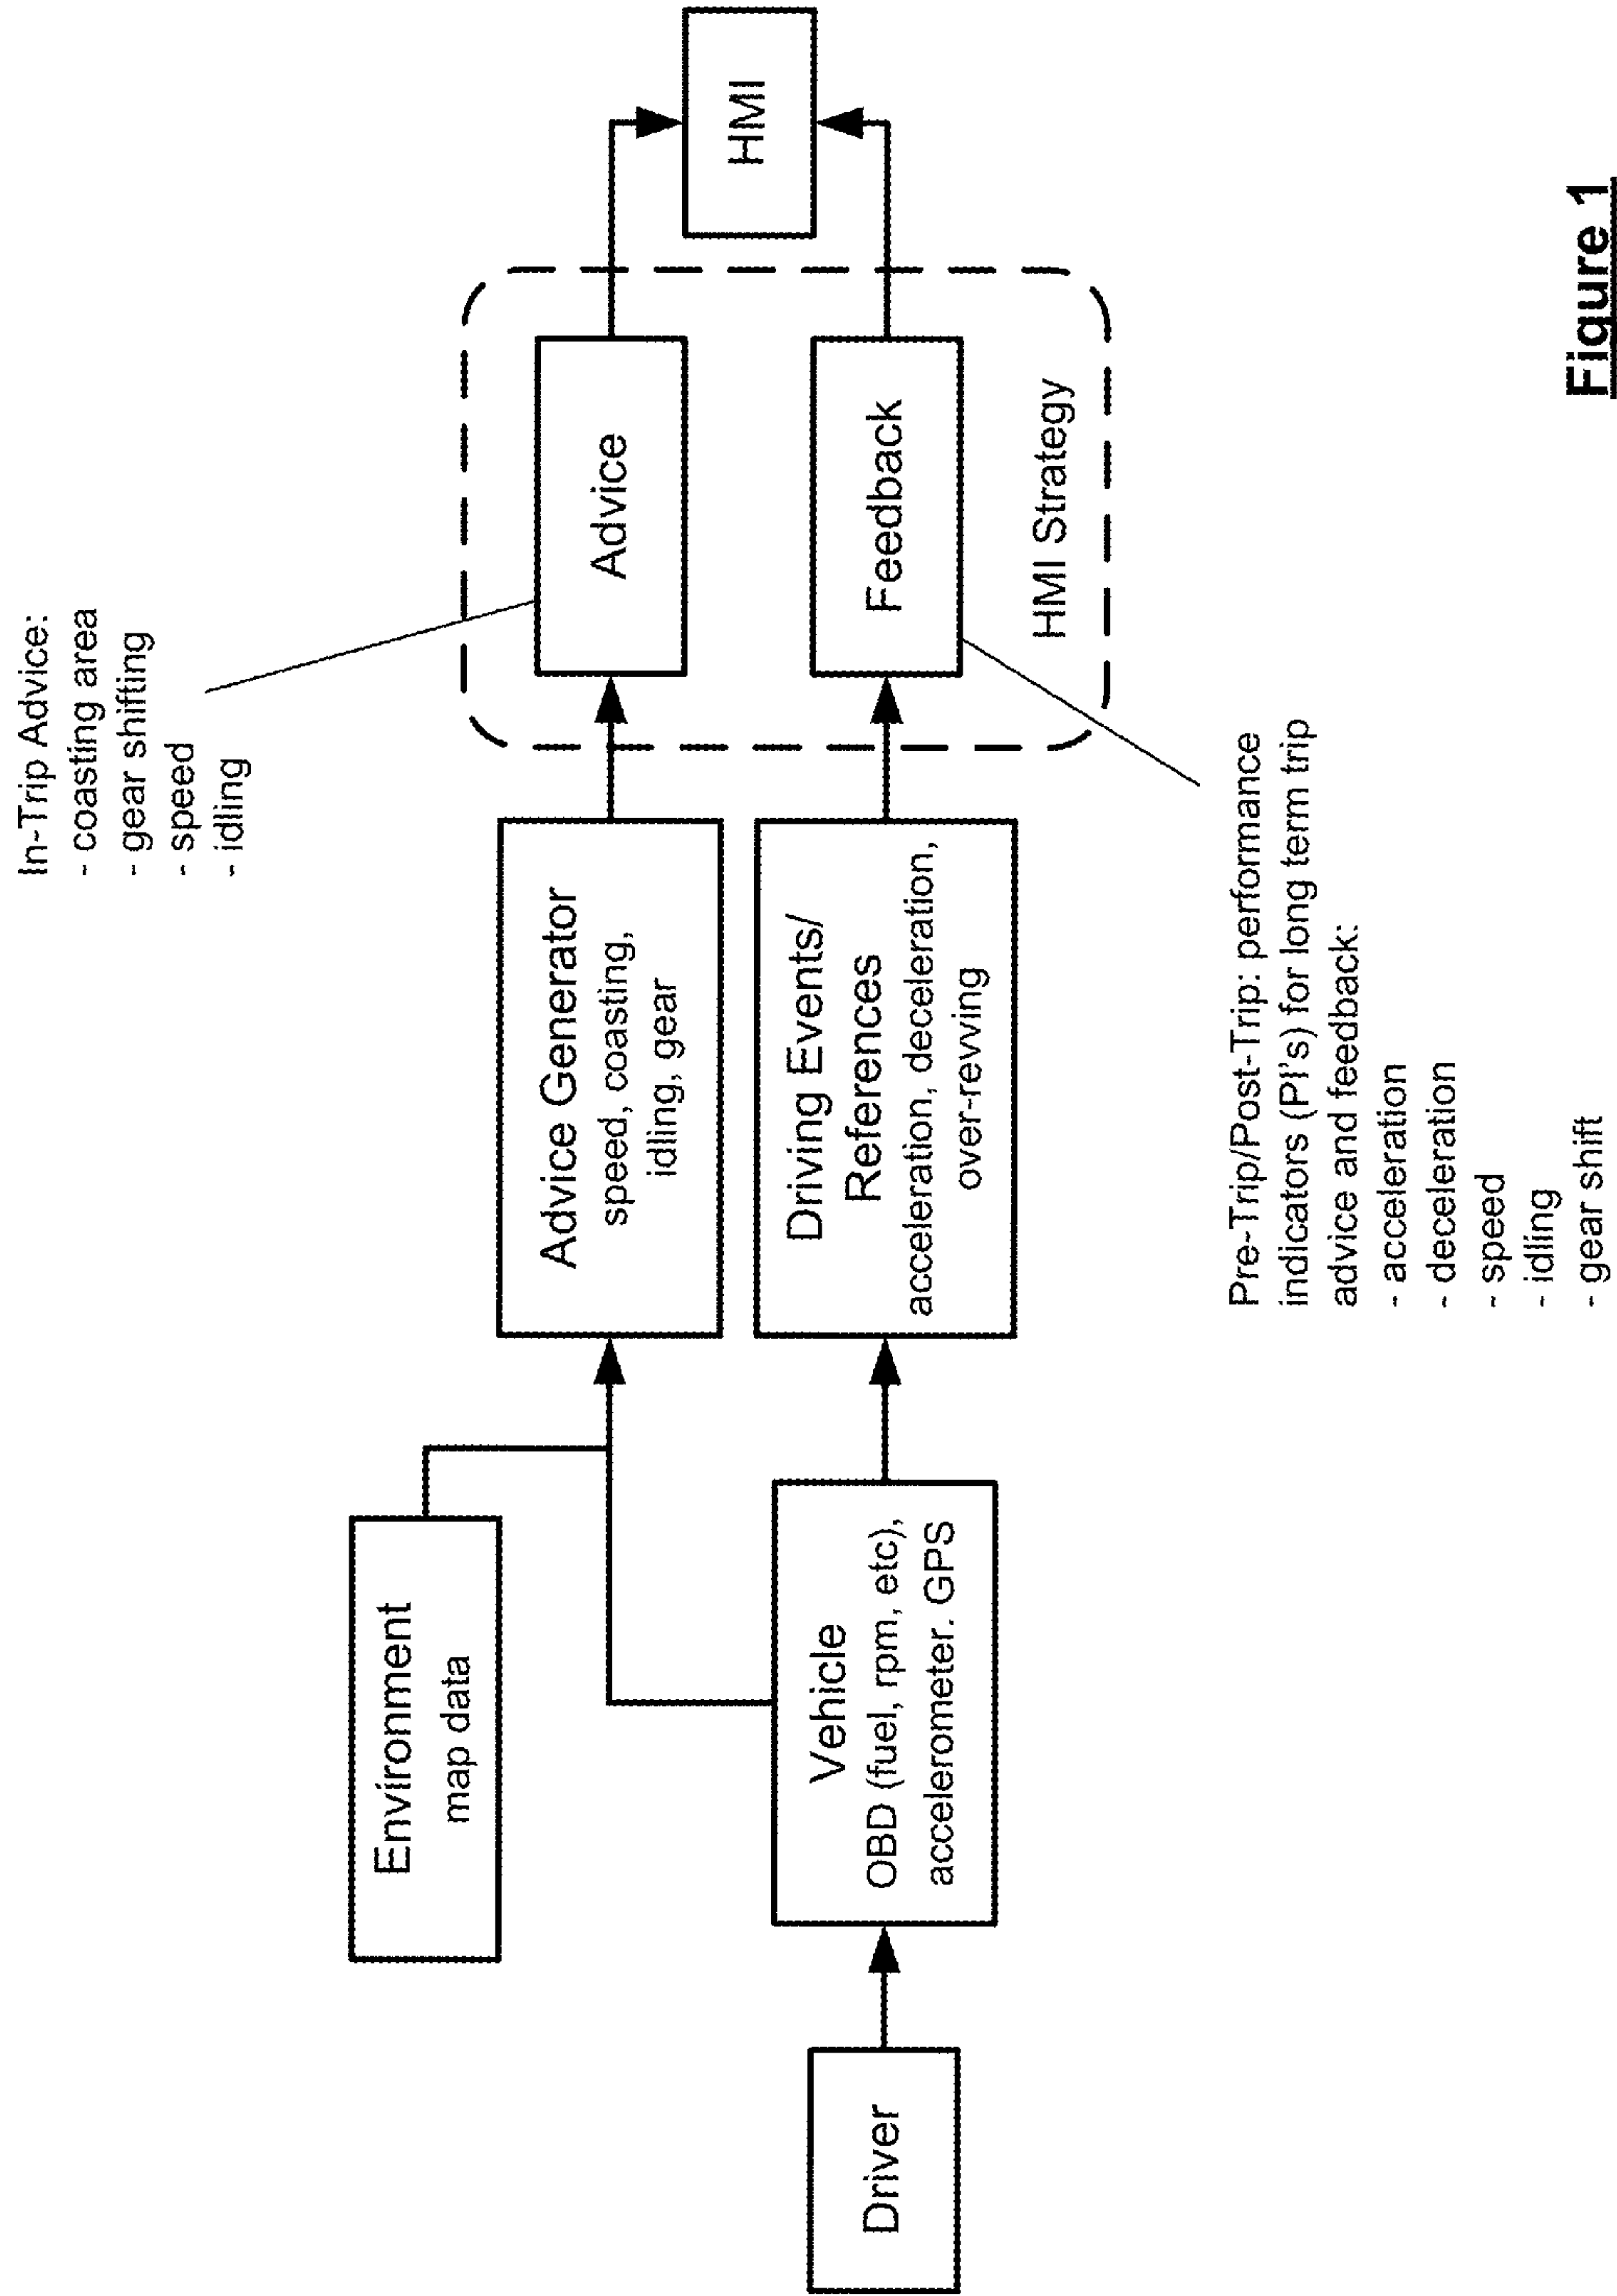 In-Trip Advice:
- coasting area
- gear shifting
- speed
- idling
Environment
map data
Advice Generator
speed, coasting,
idling, gear
Advice
HMI
Driver
Vehicle
OBD (fuel, rpm, etc),
accelerometer. GPS
Driving Events/
References
acceleration, deceleration,
over-revving
Feedback
HMI Strategy
Pre-Trip/Post-Trip: performance
indicators (PI's) for long term trip
advice and feedback:
- acceleration
- deceleration
- speed
- idling
- gear shift
Figure 1